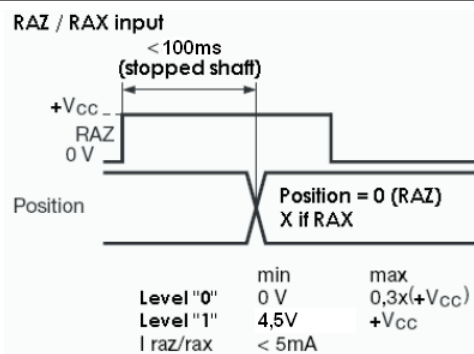 RAZ / RAX input
<100ms
(stopped shaft)
+Vcc
RAZ
0 V
Position
Position = 0 (RAZ)
X if RAX
min max
Level "0" 0 V 0,3x(+Vcc)
Level "1" 4,5V +Vcc
I raz/rax < 5mA